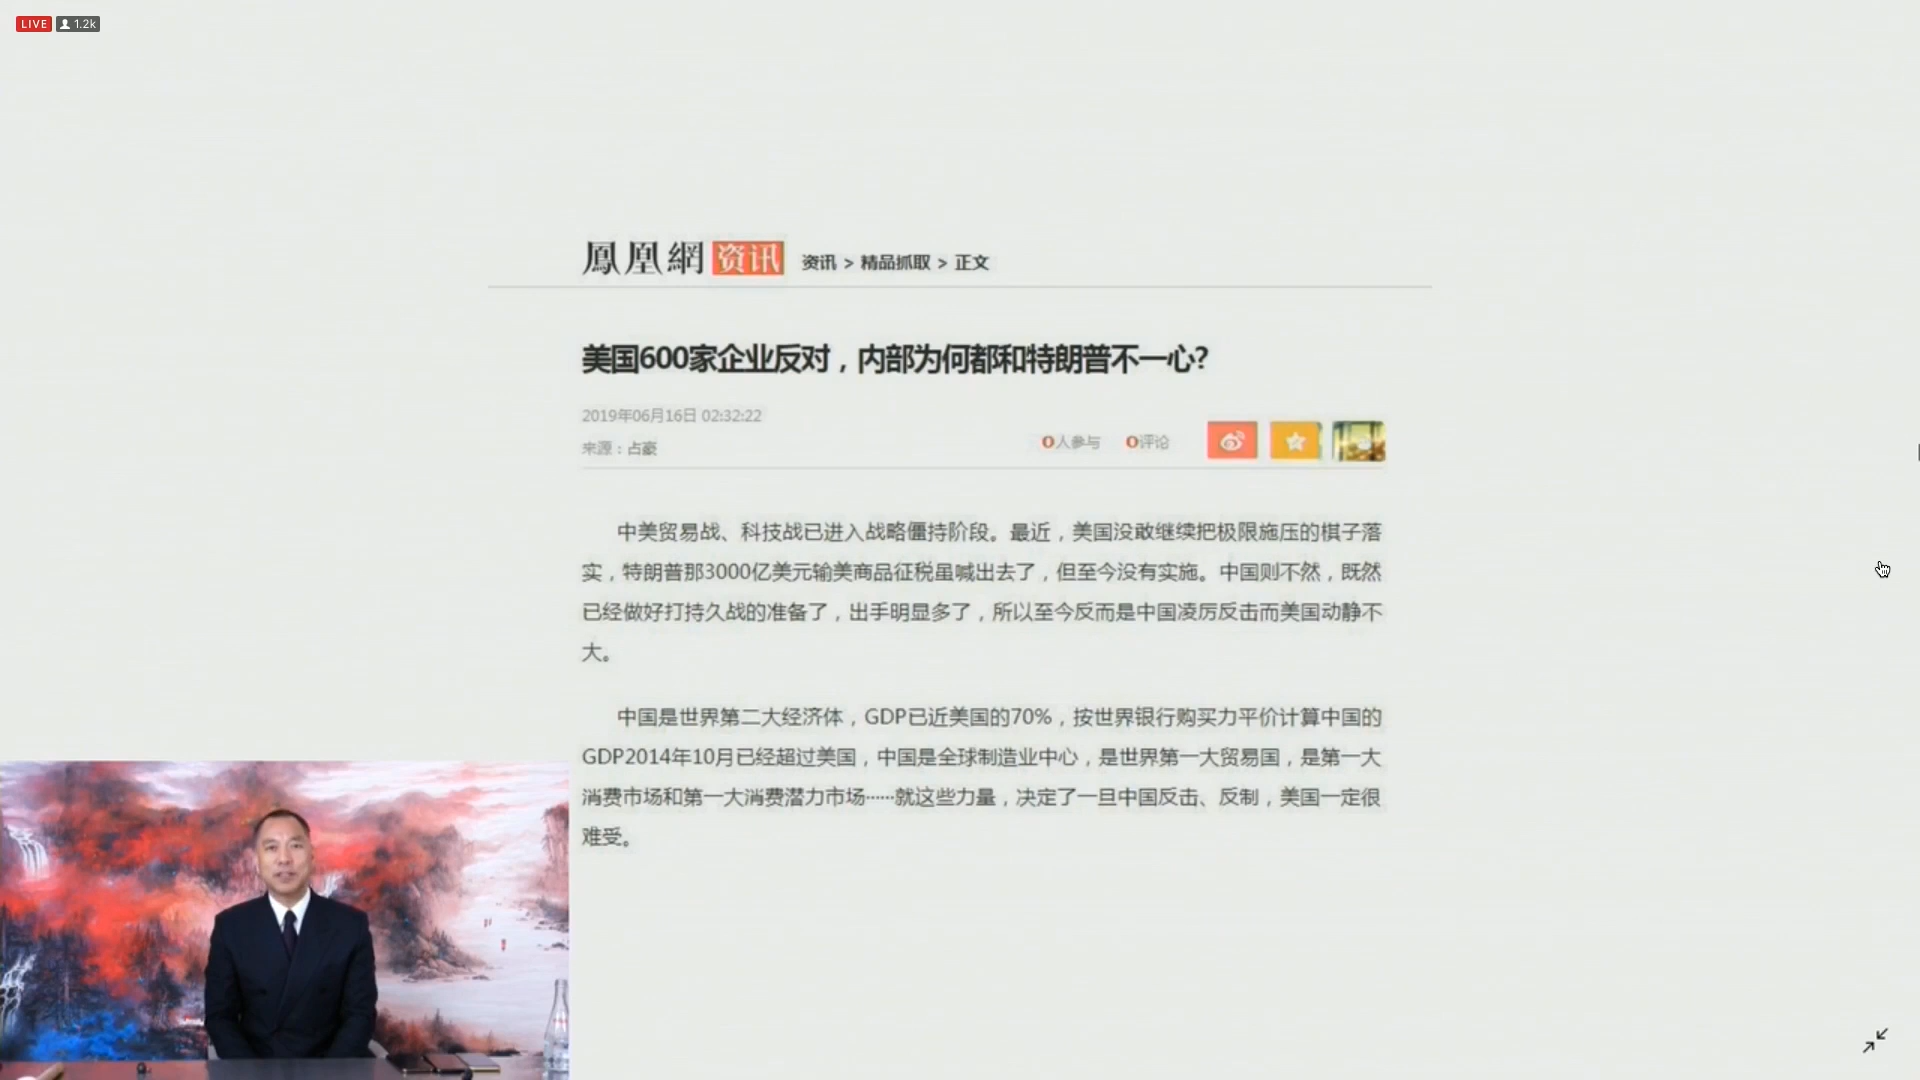 LIVE 1.2k
鳳凰網 资讯 资讯 > 精品抓取 > 正文
美国600家企业反对，内部为何都和特朗普不一心?
2019年06月16日 02:32:22
来源：占豪
0人参与 0评论
中美贸易战、科技战已进入战略僵持阶段。最近，美国没敢继续把极限施压的棋子落
实，特朗普那3000亿美元输美商品征税虽喊出去了，但至今没有实施。中国则不然，既然
已经做好打持久战的准备了，出手明显多了，所以至今反而是中国凌厉反击而美国动静不
大。
中国是世界第二大经济体，GDP已近美国的70%，按世界银行购买力平价计算中国的
GDP2014年10月已经超过美国，中国是全球制造业中心，是世界第一大贸易国，是第一大
消费市场和第一大消费潜力市场······就这些力量，决定了一旦中国反击、反制，美国一定很
难受。